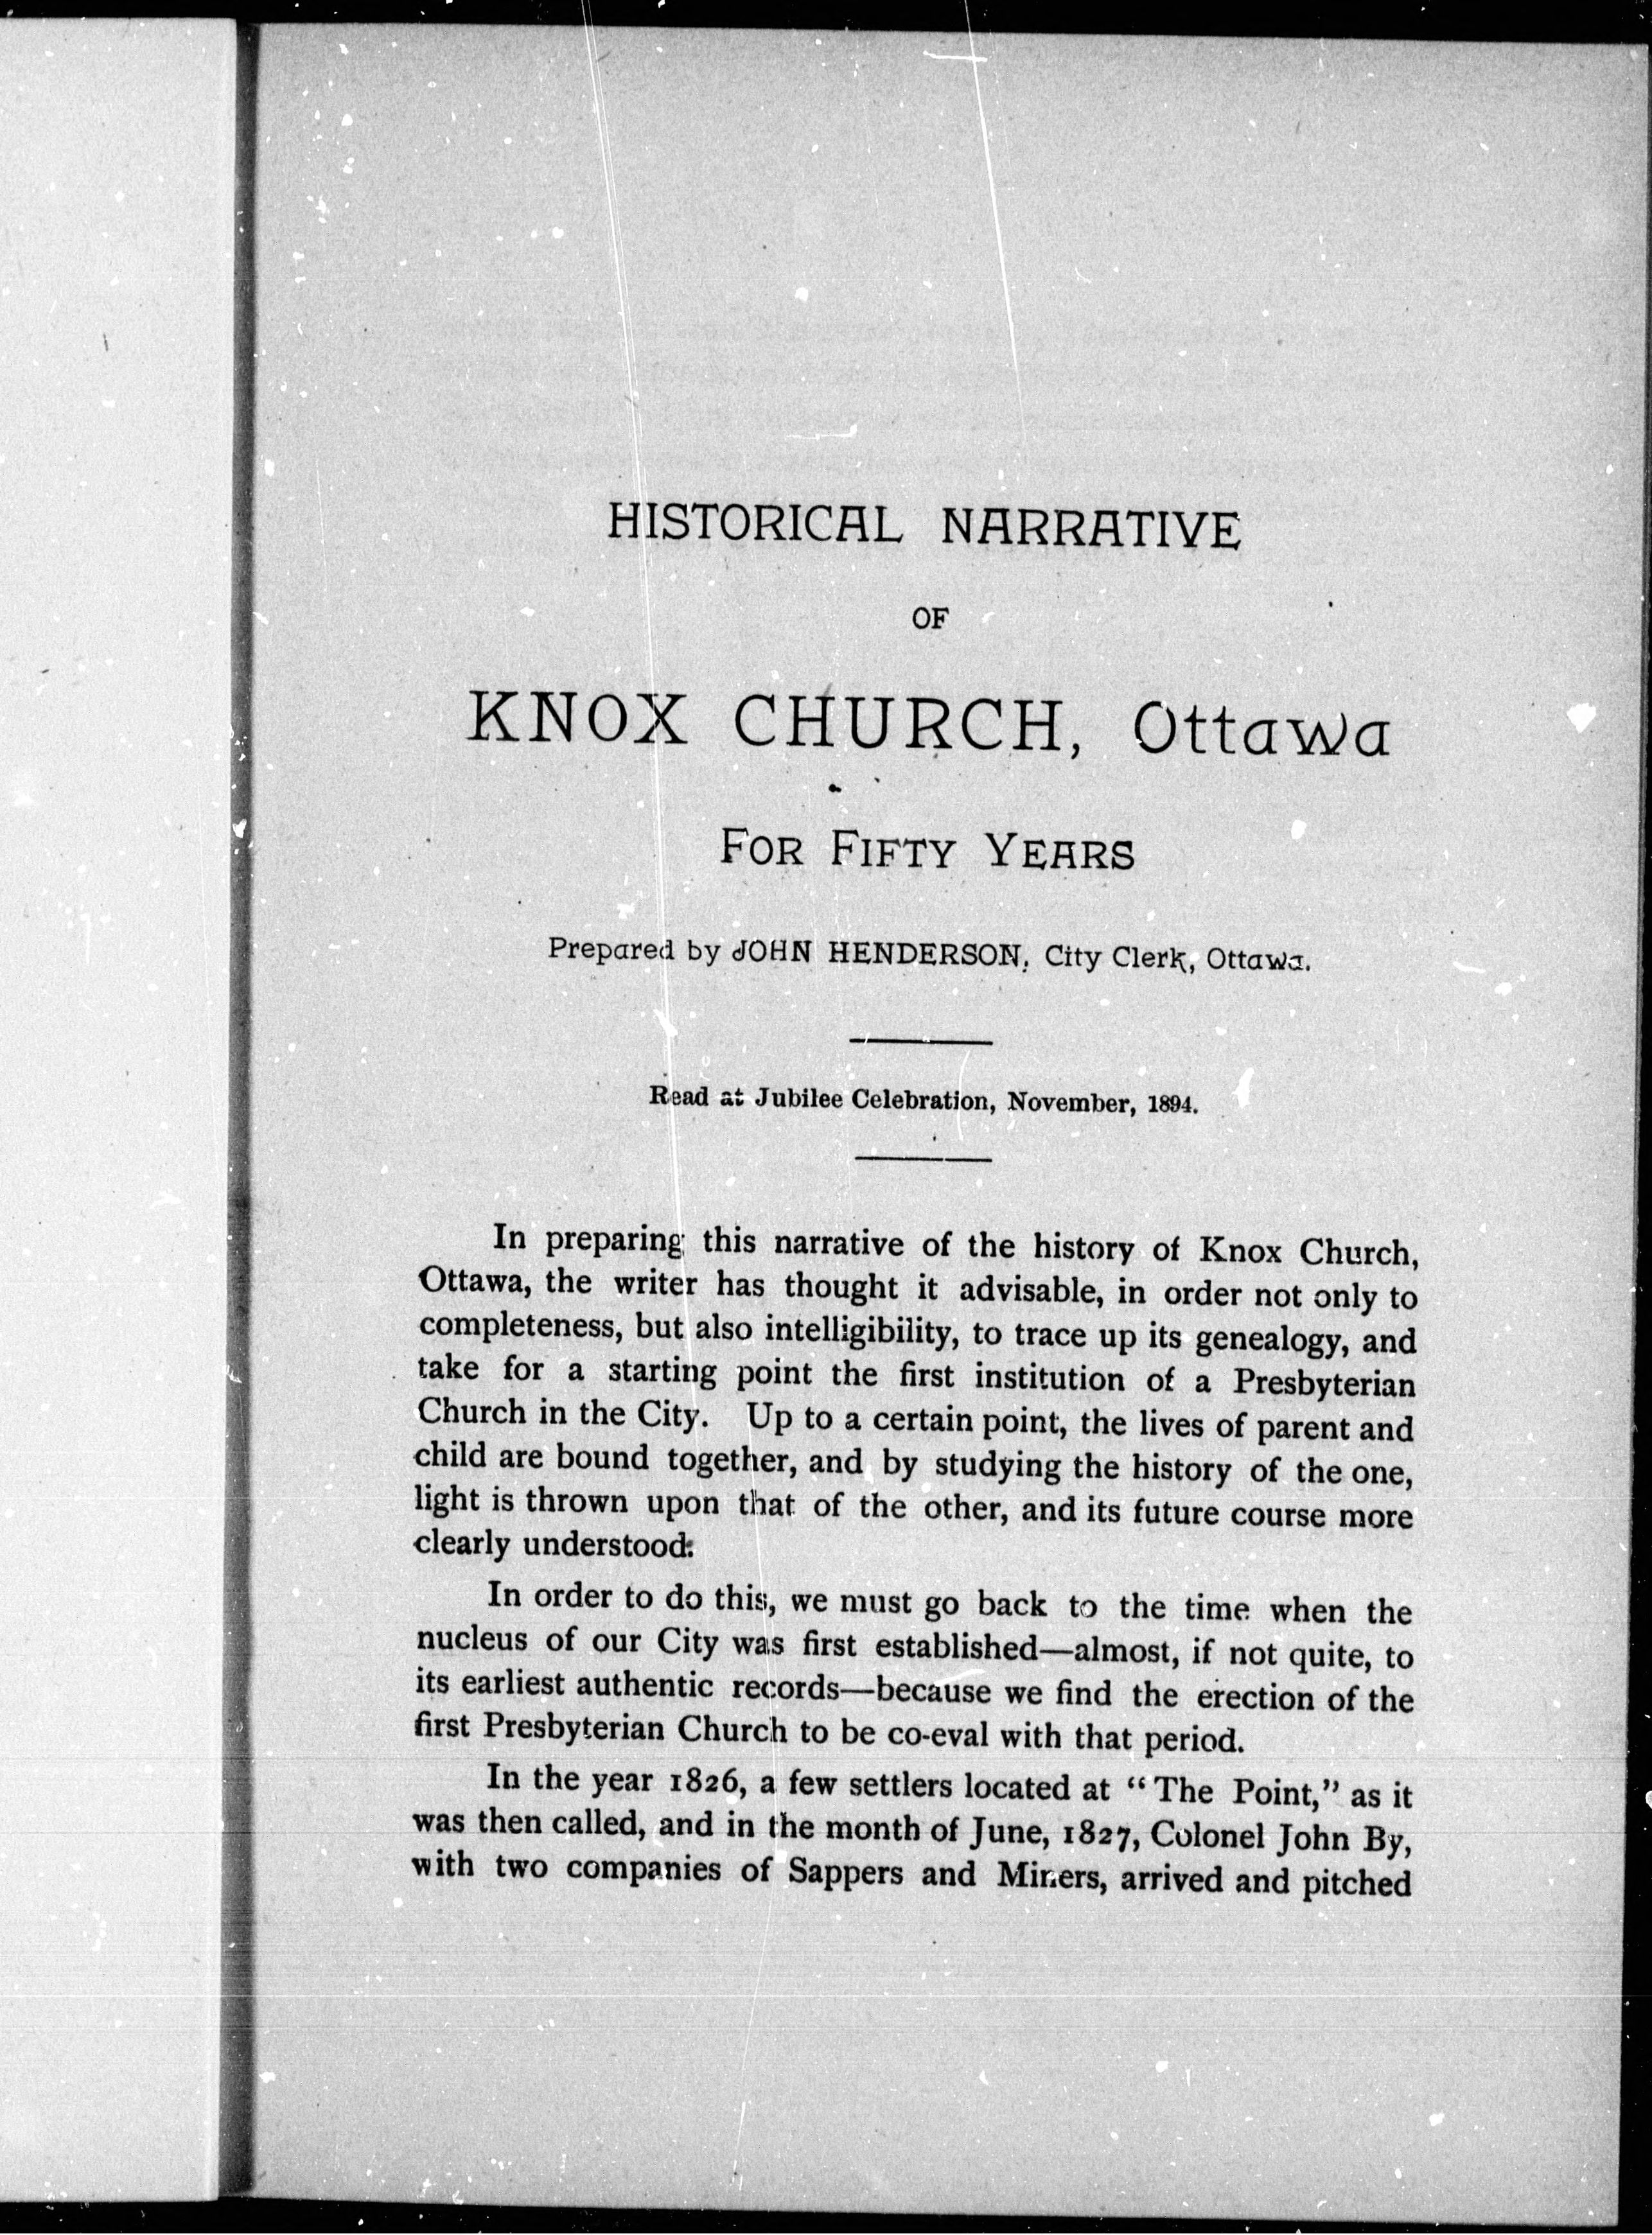 HISTORICAL NARRATIVE
OF
KNOX CHURCH, Ottawa
FOR FIFTY YEARS
Prepared by JOHN HENDERSON, City Clerk, Ottawa.
Read at Jubilee Celebration, November, 1894.
In preparing this narrative of the history of Knox Church,
Ottawa, the writer has thought it advisable, in order not only to
completeness, but also intelligibility, to trace up its genealogy, and
take for a starting point the first institution of a Presbyterian
Church in the City. Up to a certain point, the lives of parent and
child are bound together, and by studying the history of the one,
light is thrown upon that of the other, and its future course more
clearly understood.
In order to do this, we must go back to the time when the
nucleus of our City was first established—almost, if not quite, to
its earliest authentic records—because we find the erection of the
first Presbyterian Church to be co-eval with that period.
In the year 1826, a few settlers located at “The Point,” as it
was then called, and in the month of June, 1827, Colonel John By,
with two companies of Sappers and Miners, arrived and pitched